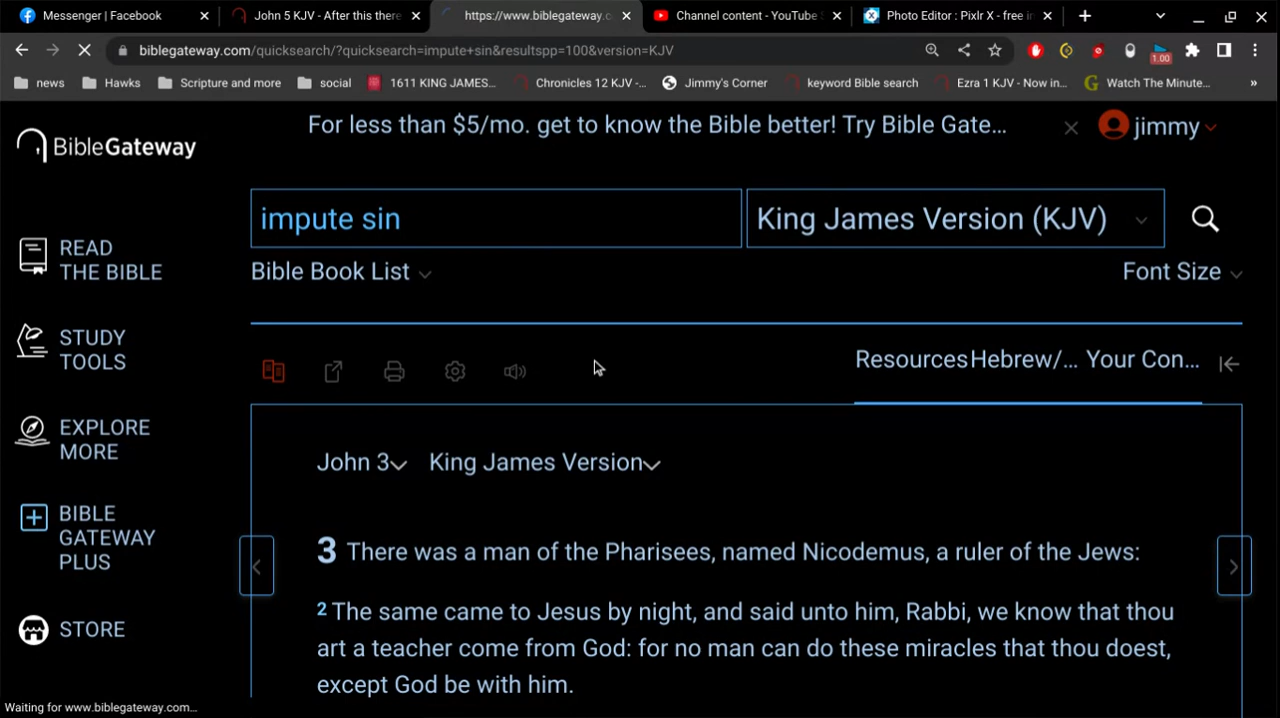 Messenger | Facebook
John 5 KJV - After this there
https://www.biblegateway.c
Channel content - YouTube S
Photo Editor : Pixlr X - free i
biblegateway.com/quicksearch/?quicksearch=impute+sin&resultspp=100&version=KJV
1.00
news
Hawks
Scripture and more
social
1611 KING JAMES...
Chronicles 12 KJV -...
Jimmy's Corner
keyword Bible search
Ezra 1 KJV - Now in...
Watch The Minute...
»
For less than $5/mo. get to know the Bible better! Try Bible Gate...
jimmy
BibleGateway
impute sin
King James Version (KJV)
Bible Book List
Font Size
READ
THE BIBLE
STUDY
TOOLS
EXPLORE
MORE
BIBLE
GATEWAY
PLUS
STORE
Resources Hebrew/... Your Con...
John 3 King James Version
3 There was a man of the Pharisees, named Nicodemus, a ruler of the Jews:
2 The same came to Jesus by night, and said unto him, Rabbi, we know that thou
art a teacher come from God: for no man can do these miracles that thou doest,
except God be with him.
Waiting for www.biblegateway.com...